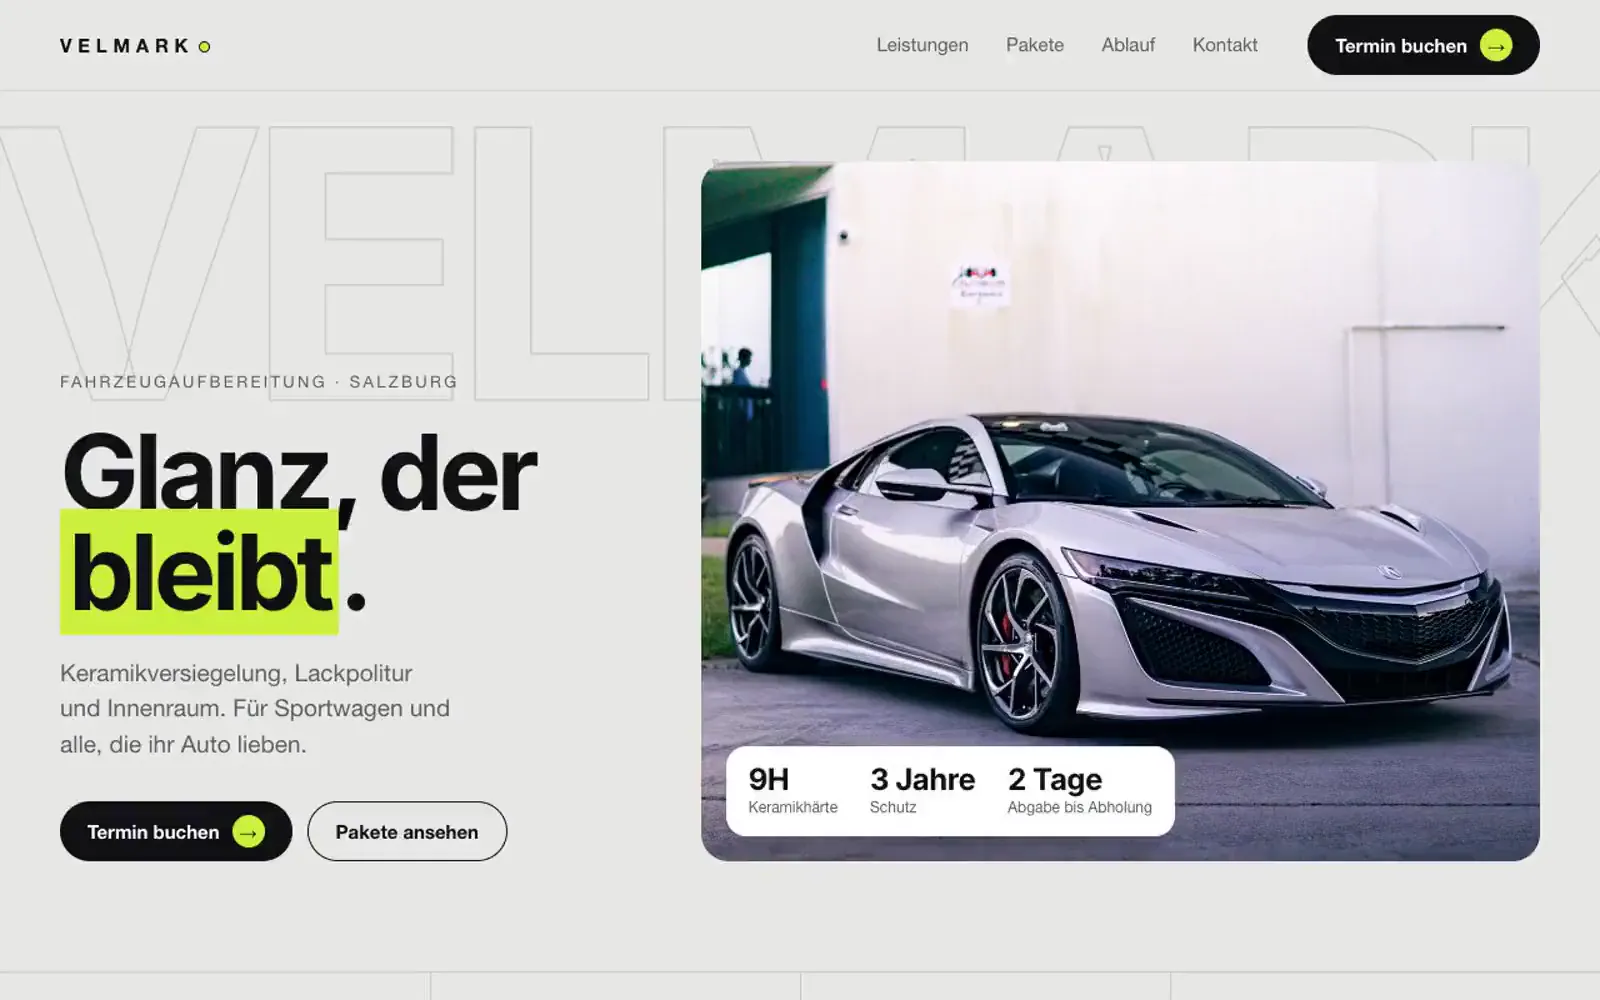 VELMARK
Leistungen Pakete Ablauf Kontakt Termin buchen →
VELMARK
FAHRZEUGAUFBEREITUNG · SALZBURG
Glanz, der
bleibt.
Keramikversiegelung, Lackpolitur
und Innenraum. Für Sportwagen und
alle, die ihr Auto lieben.
Termin buchen → Pakete ansehen
9H 3 Jahre 2 Tage
Keramikhärte Schutz Abgabe bis Abholung